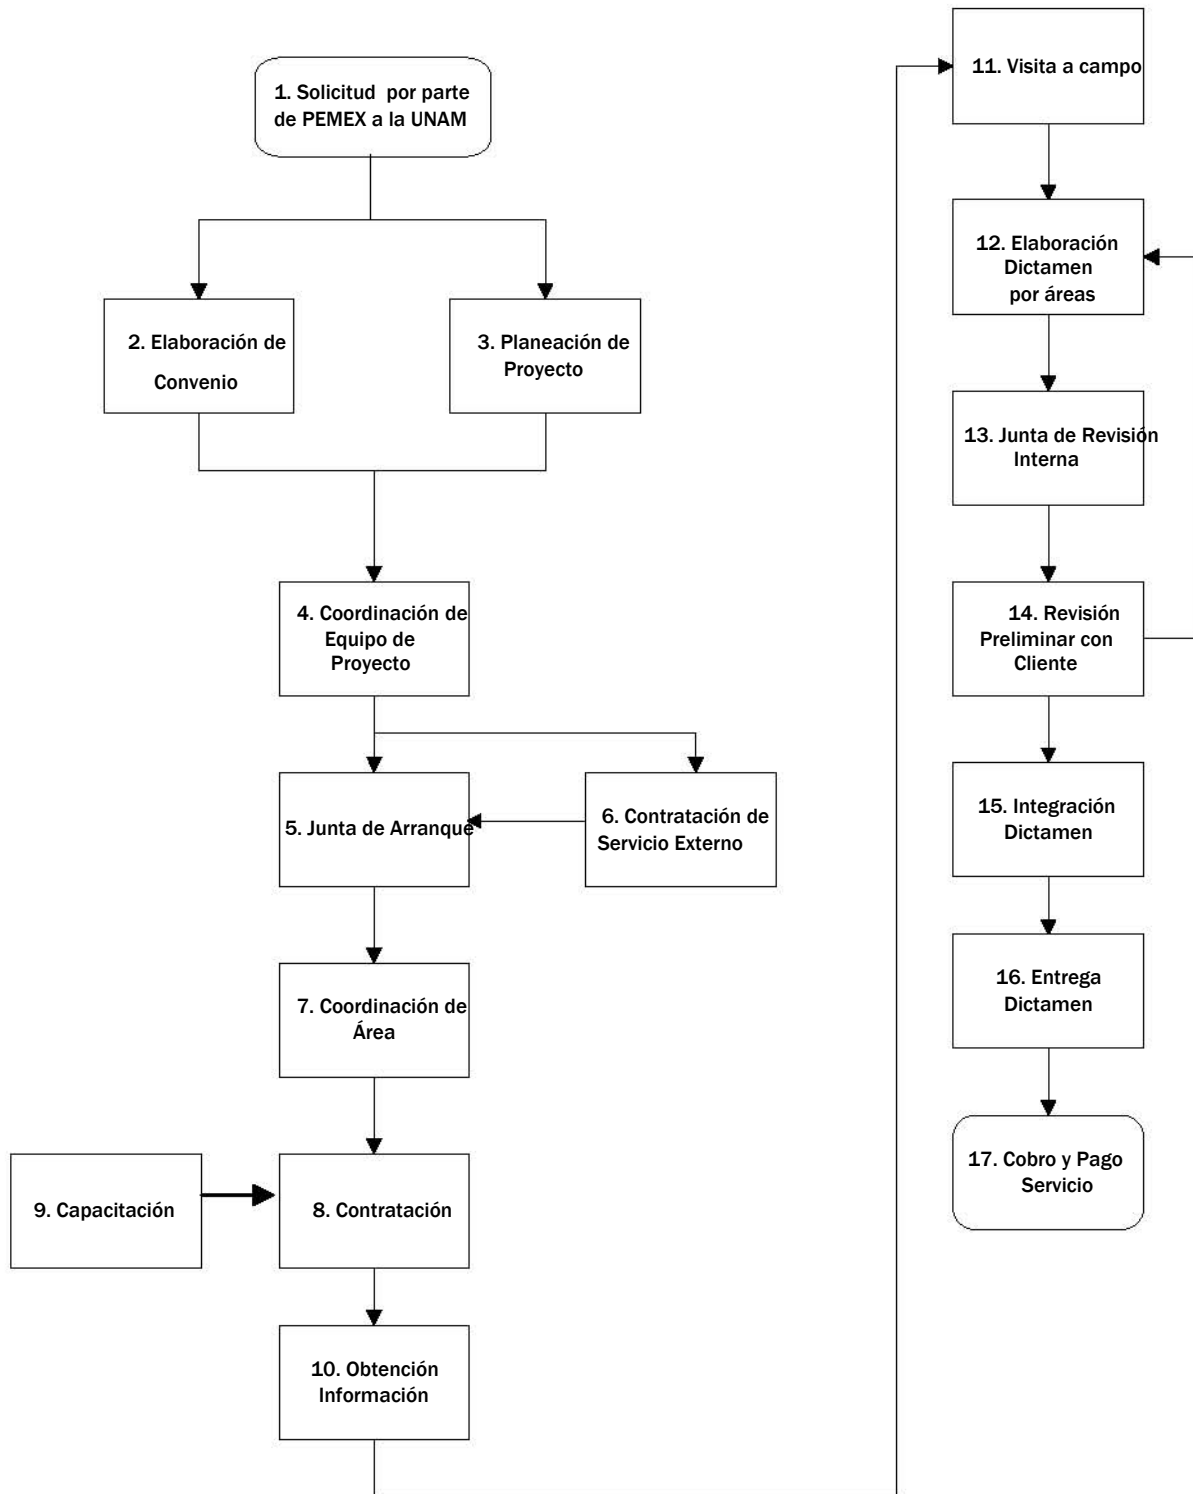 1. Solicitud por parte
de PEMEX a la UNAM
2. Elaboración de
Convenio
3. Planeación de
Proyecto
4. Coordinación de
Equipo de
Proyecto
5. Junta de Arranque
6. Contratación de
Servicio Externo
7. Coordinación de
Área
9. Capacitación
8. Contratación
10. Obtención
Información
11. Visita a campo
12. Elaboración
Dictamen
por áreas
13. Junta de Revisión
Interna
14. Revisión
Preliminar con
Cliente
15. Integración
Dictamen
16. Entrega
Dictamen
17. Cobro y Pago
Servicio